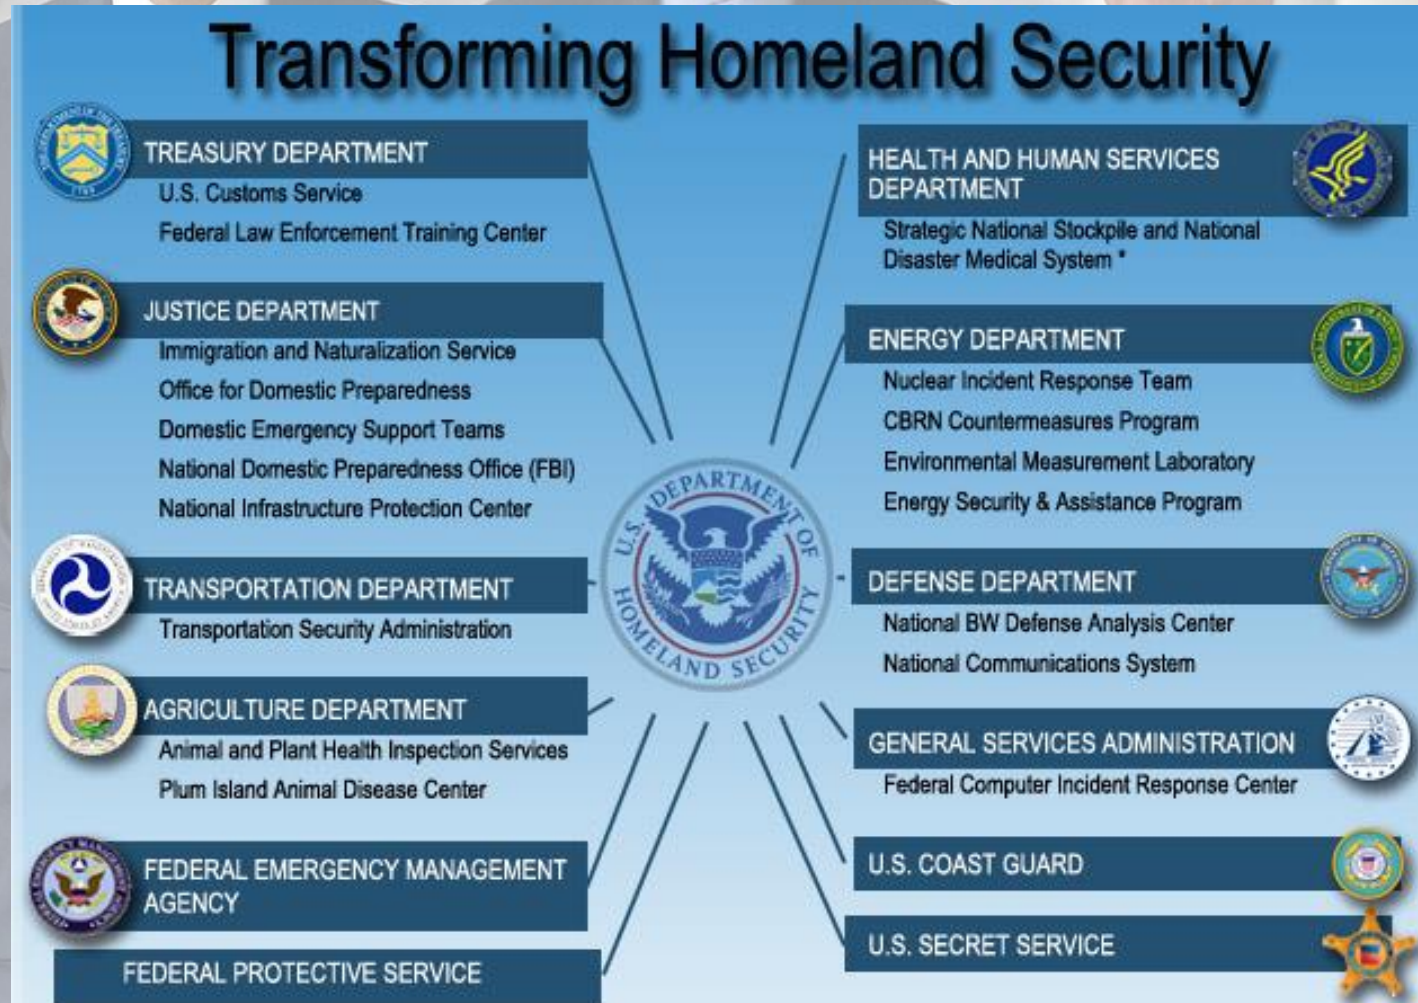 Transforming Homeland Security
TREASURY DEPARTMENT
U.S. Customs Service
Federal Law Enforcement Training Center
JUSTICE DEPARTMENT
Immigration and Naturalization Service
Office for Domestic Preparedness
Domestic Emergency Support Teams
National Domestic Preparedness Office (FBI)
National Infrastructure Protection Center
TRANSPORTATION DEPARTMENT
Transportation Security Administration
AGRICULTURE DEPARTMENT
Animal and Plant Health Inspection Services
Plum Island Animal Disease Center
FEDERAL EMERGENCY MANAGEMENT
AGENCY
FEDERAL PROTECTIVE SERVICE
U.S. DEPARTMENT OF
HOMELAND SECURITY
HEALTH AND HUMAN SERVICES
DEPARTMENT
Strategic National Stockpile and National
Disaster Medical System *
ENERGY DEPARTMENT
Nuclear Incident Response Team
CBRN Countermeasures Program
Environmental Measurement Laboratory
Energy Security & Assistance Program
DEFENSE DEPARTMENT
National BW Defense Analysis Center
National Communications System
GENERAL SERVICES ADMINISTRATION
Federal Computer Incident Response Center
U.S. COAST GUARD
U.S. SECRET SERVICE